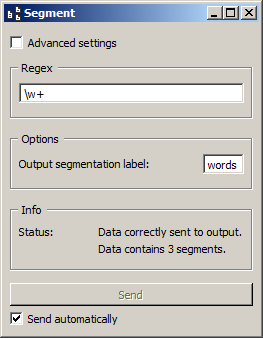 Segment
Advanced settings
Regex
\w+
Options
Output segmentation label: words
Info
Status: Data correctly sent to output.
Data contains 3 segments.
Send
Send automatically